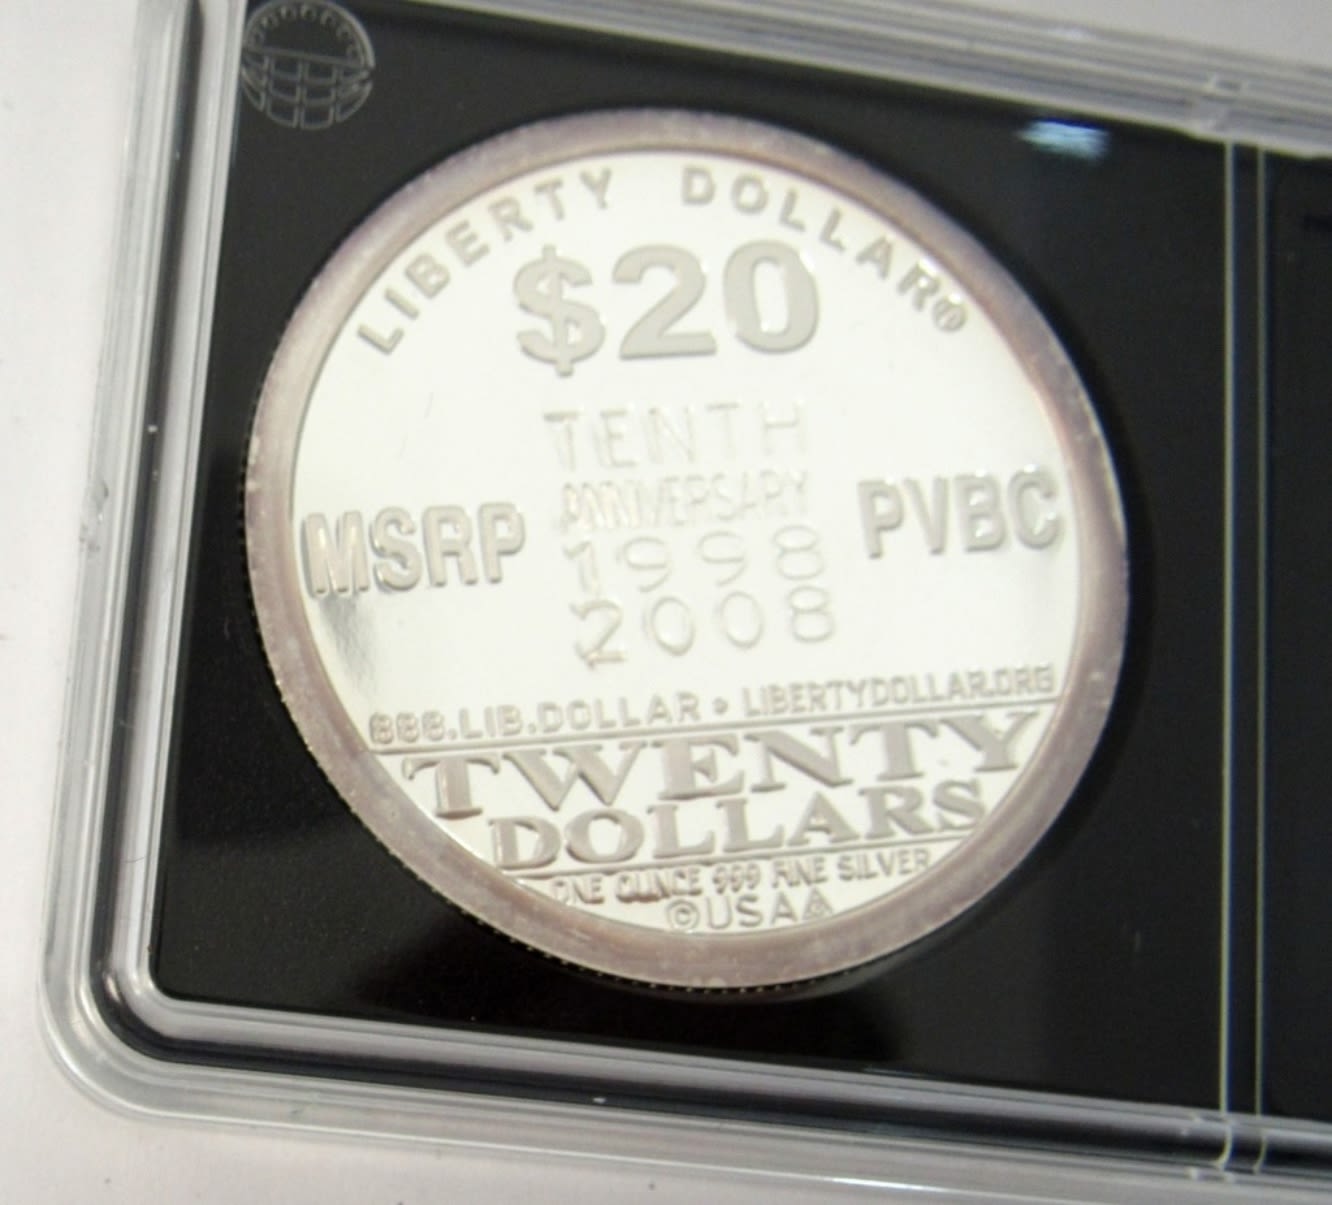 LIBERTY DOLLAR®
$20
TENTH
ANNIVERSARY
MSRP 1998 PVBC
2008
888.LIB.DOLLAR • LIBERTYDOLLAR.ORG
TWENTY
DOLLARS
ONE OUNCE 999 FINE SILVER
©USA